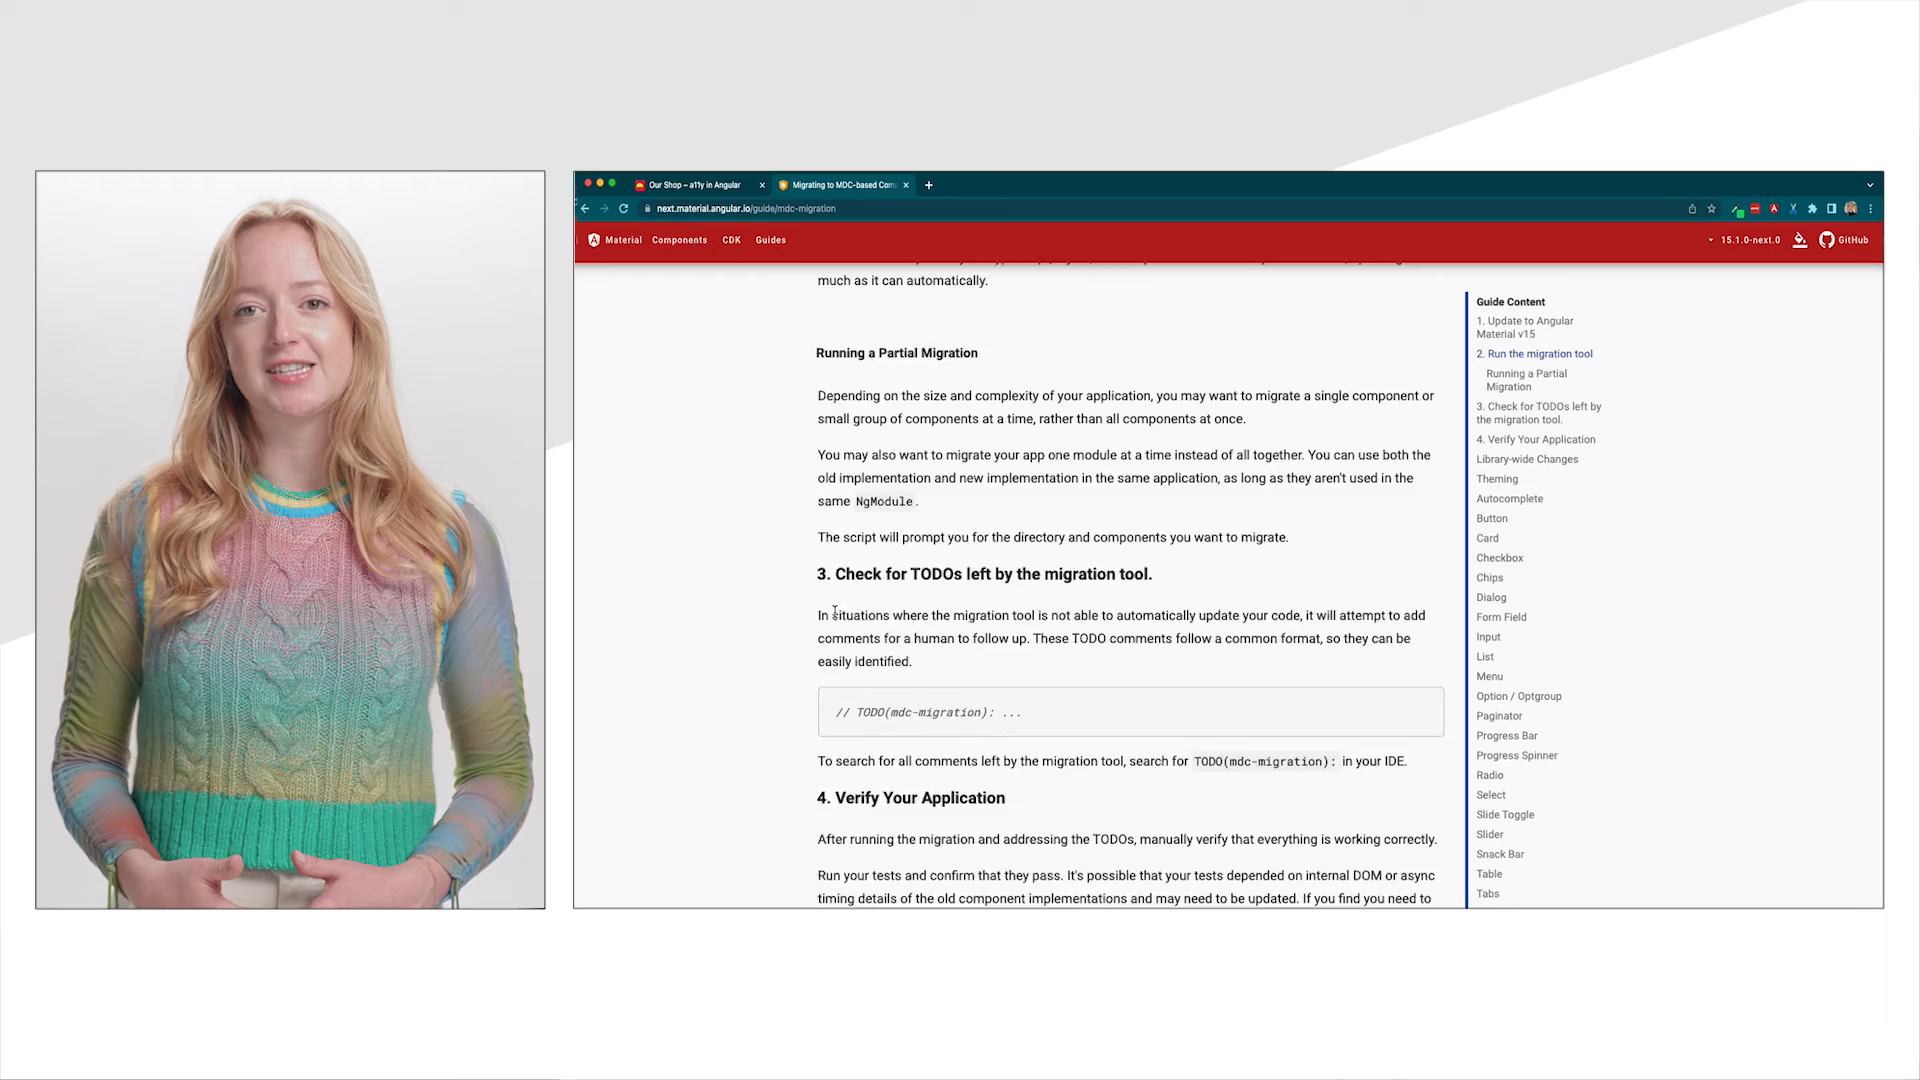 Our Shop – a11y in Angular
Migrating to MDC-based Com
next.material.angular.io/guide/mdc-migration
Material Components CDK Guides
15.1.0-next.0
GitHub
much as it can automatically.
Running a Partial Migration
Depending on the size and complexity of your application, you may want to migrate a single component or
small group of components at a time, rather than all components at once.
You may also want to migrate your app one module at a time instead of all together. You can use both the
old implementation and new implementation in the same application, as long as they aren't used in the
same NgModule.
The script will prompt you for the directory and components you want to migrate.
3. Check for TODOs left by the migration tool.
In situations where the migration tool is not able to automatically update your code, it will attempt to add
comments for a human to follow up. These TODO comments follow a common format, so they can be
easily identified.
// TODO(mdc-migration): ...
To search for all comments left by the migration tool, search for TODO(mdc-migration): in your IDE.
4. Verify Your Application
After running the migration and addressing the TODOs, manually verify that everything is working correctly.
Run your tests and confirm that they pass. It's possible that your tests depended on internal DOM or async
timing details of the old component implementations and may need to be updated. If you find you need to
Guide Content
1. Update to Angular
Material v15
2. Run the migration tool
Running a Partial
Migration
3. Check for TODOs left by
the migration tool.
4. Verify Your Application
Library-wide Changes
Theming
Autocomplete
Button
Card
Checkbox
Chips
Dialog
Form Field
Input
List
Menu
Option / Optgroup
Paginator
Progress Bar
Progress Spinner
Radio
Select
Slide Toggle
Slider
Snack Bar
Table
Tabs